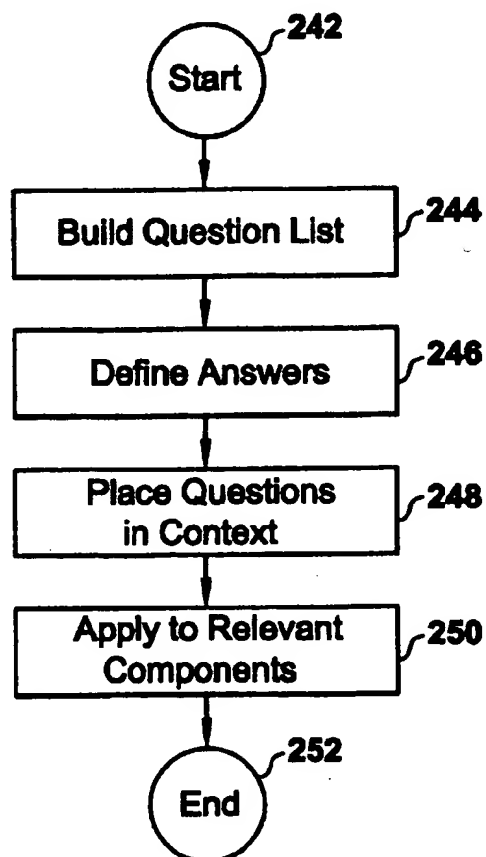 242
Start
244
Build Question List
246
Define Answers
248
Place Questions
in Context
250
Apply to Relevant
Components
252
End